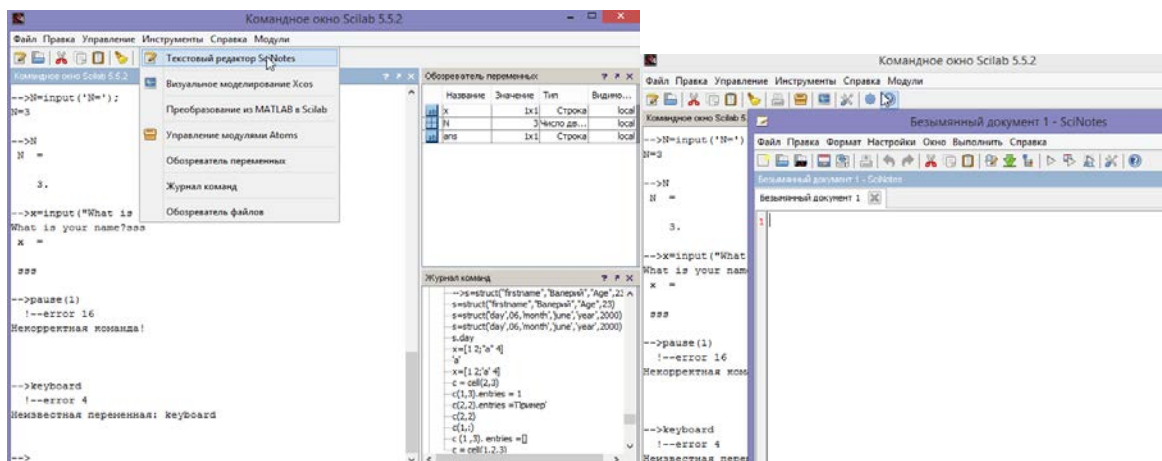 Командное окно Scilab 5.5.2
Файл Правка Управление Инструменты Справка Модули
Командное окно Scilab 5.5.2
-->N=input('N=');
N=3
-->N
N =
3.
-->x=input("What is
What is your name?sss
x =
sss
-->pause(1)
!--error 16
Некорректная команда!
-->keyboard
!--error 4
Неизвестная переменная: keyboard
-->
Текстовый редактор SciNotes
Визуальное моделирование Xcos
Преобразование из MATLAB в Scilab
Управление модулями Atoms
Обозреватель переменных
Журнал команд
Обозреватель файлов
Обозреватель переменных
Название Значение Тип Видимо...
x 1x1 Строка local
N 3 Число дв... local
ans 1x1 Строка local
Журнал команд
-->s=struct("firstname","Валерий","Age",23
s=struct("firstname","Валерий","Age",23)
s=struct('day',06,'month','june','year',2000)
s=struct('day',06,'month','june','year',2000)
s.day
x=[1 2;"a" 4]
'a'
x=[1 2;'a' 4]
c = cell(2,3)
c(1,3).entries = 1
c(2,2).entries ='Пример'
c(2,2)
c(1,:)
c (1 ,3). entries =[]
c = cell(1,2,3)
Командное окно Scilab 5.5.2
Файл Правка Управление Инструменты Справка Модули
Командное окно Scilab 5
-->N=input('N=')
N=3
-->N
N =
3.
-->x=input("What
What is your nam
x =
sss
-->pause(1)
!--error 16
Некорректная ком
-->keyboard
!--error 4
Неизвестная пере
Безымянный документ 1 - SciNotes
Файл Правка Формат Настройки Окно Выполнить Справка
Безымянный документ 1 - SciNotes
Безымянный документ 1
1